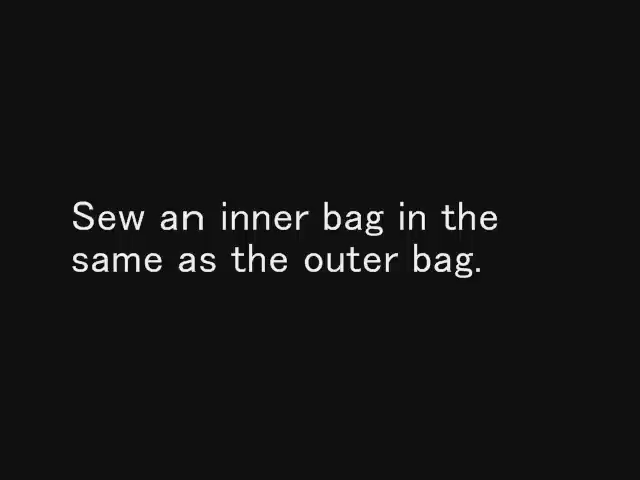 Sew an inner bag in the
same as the outer bag.